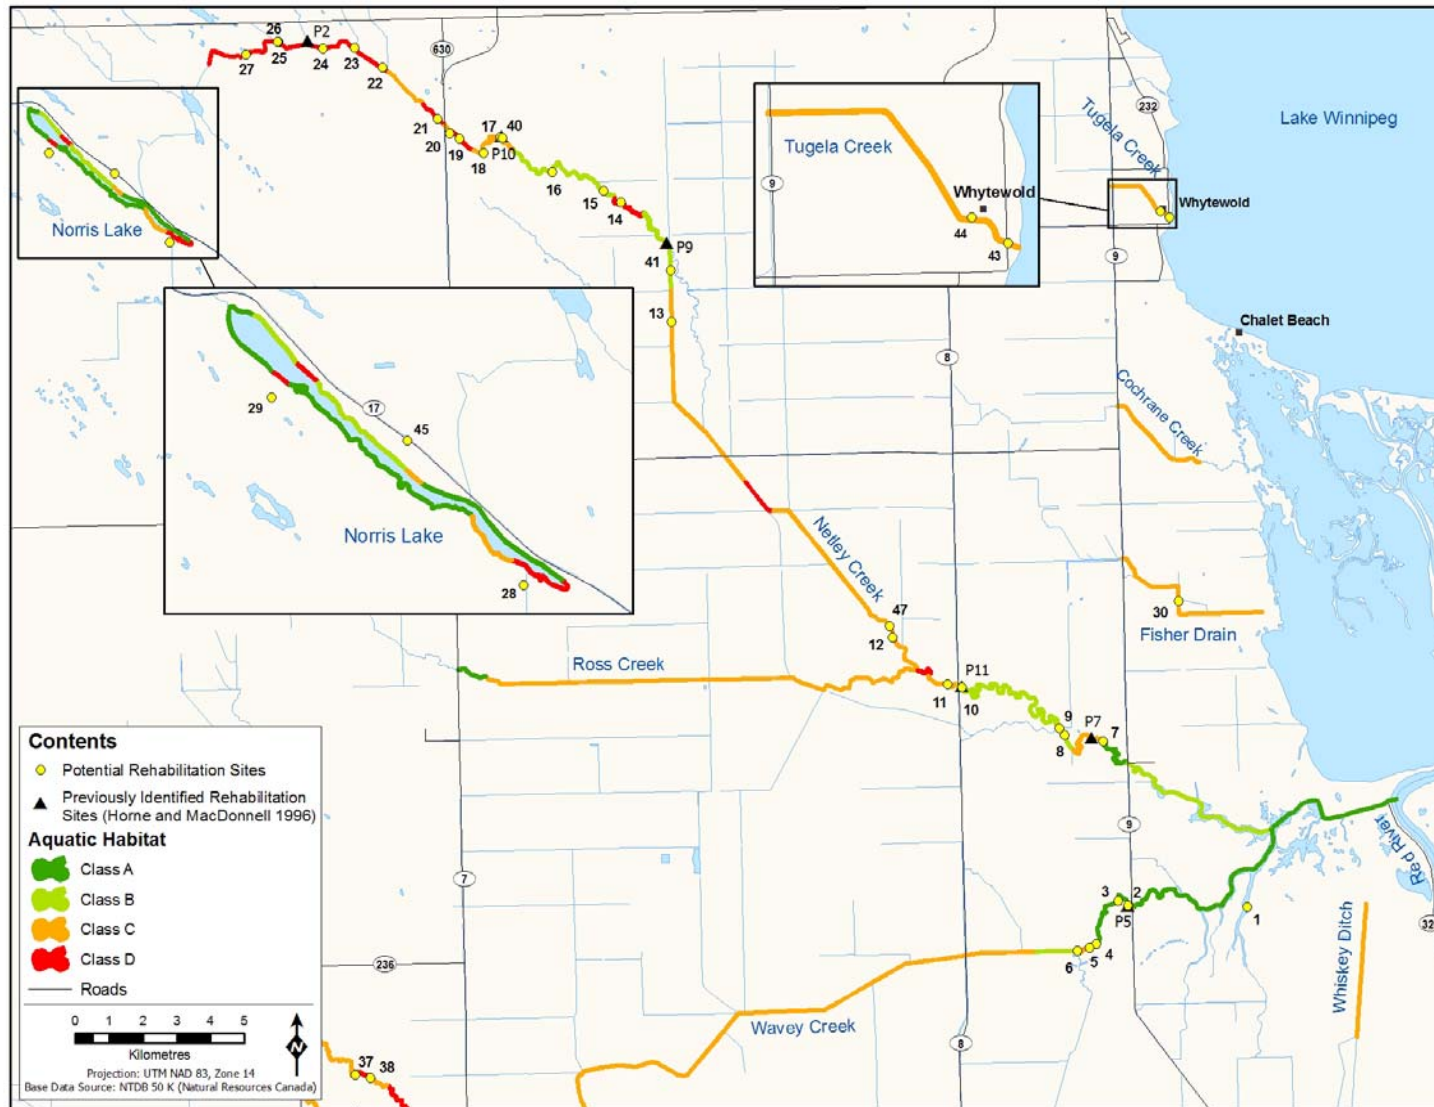 26
P2
27
25
24
23
22
630
21
20
19
18
17
40
P10
16
15
14
P9
41
13
Norris Lake
29
17
45
Norris Lake
28
Tugela Creek
9
Whytewold
44
43
232
Tugela Creek
Lake Winnipeg
Whytewold
9
Chalet Beach
8
Cochrane Creek
Netley Creek
47
12
30
Fisher Drain
Ross Creek
P11
11
10
9
P7
7
8
9
Red River
7
3
2
P5
1
4
5
6
32
236
Whiskey Ditch
Wavey Creek
8
37
38
Contents
Potential Rehabilitation Sites
Previously Identified Rehabilitation
Sites (Horne and MacDonnell 1996)
Aquatic Habitat
Class A
Class B
Class C
Class D
Roads
0 1 2 3 4 5
Kilometres
N
Projection: UTM NAD 83, Zone 14
Base Data Source: NTDB 50 K (Natural Resources Canada)